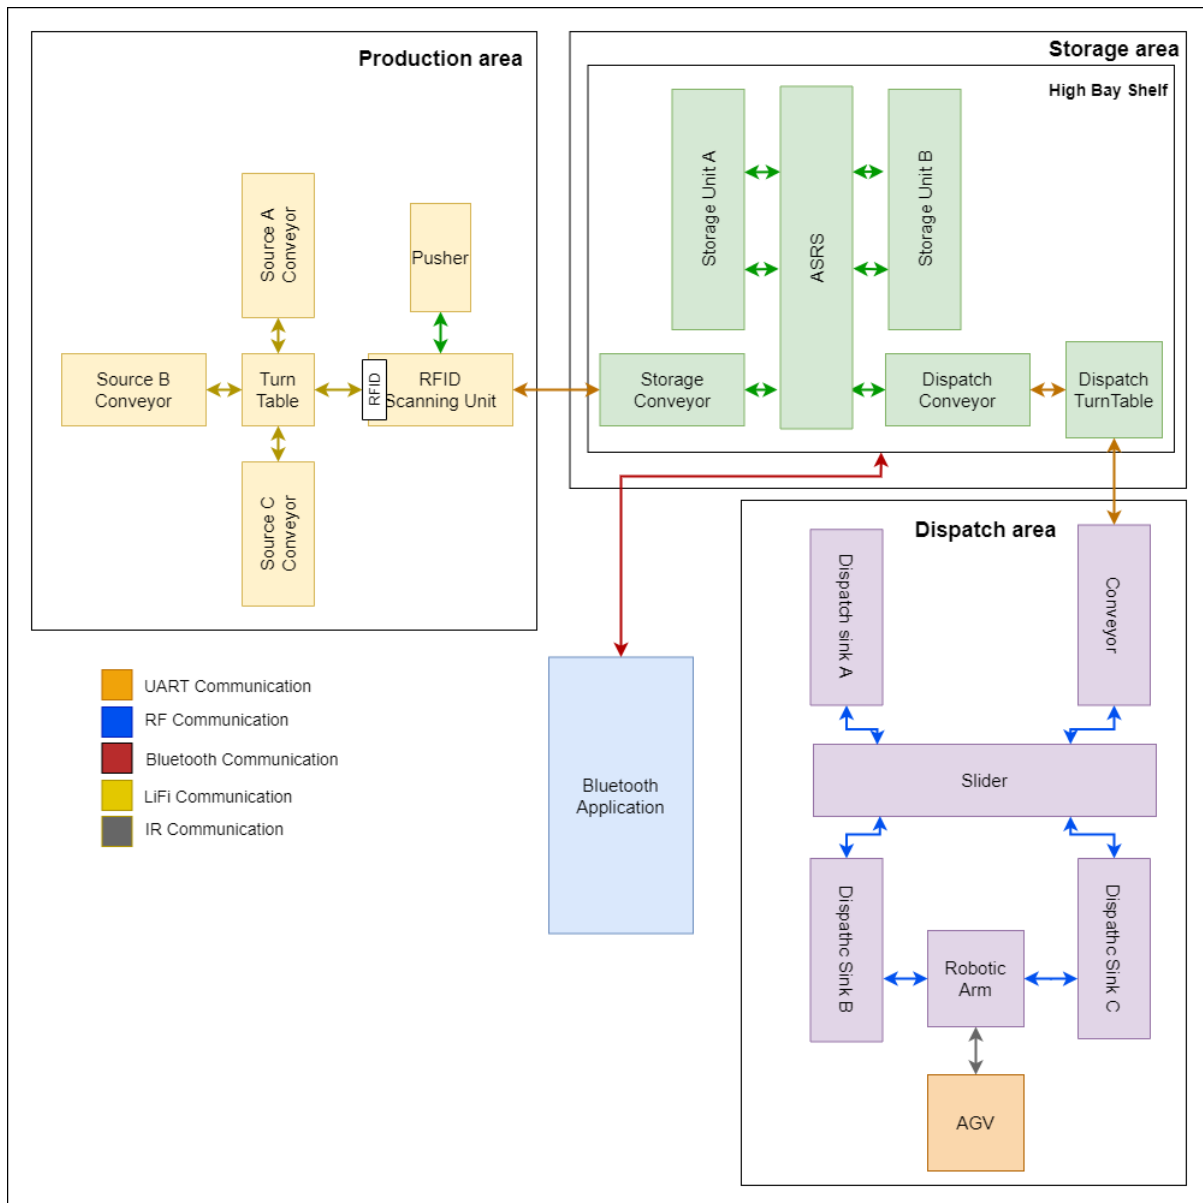 Production area
Source A
Conveyor
Pusher
Source B
Conveyor
Turn
Table
RFID
RFID
Scanning Unit
Source C
Conveyor
Storage area
High Bay Shelf
Storage Unit A
ASRS
Storage Unit B
Storage
Conveyor
Dispatch
Conveyor
Dispatch
TurnTable
Dispatch area
Dispatch sink A
Conveyor
Slider
Dispathc Sink B
Robotic
Arm
Dispathc Sink C
AGV
Bluetooth
Application
UART Communication
RF Communication
Bluetooth Communication
LiFi Communication
IR Communication